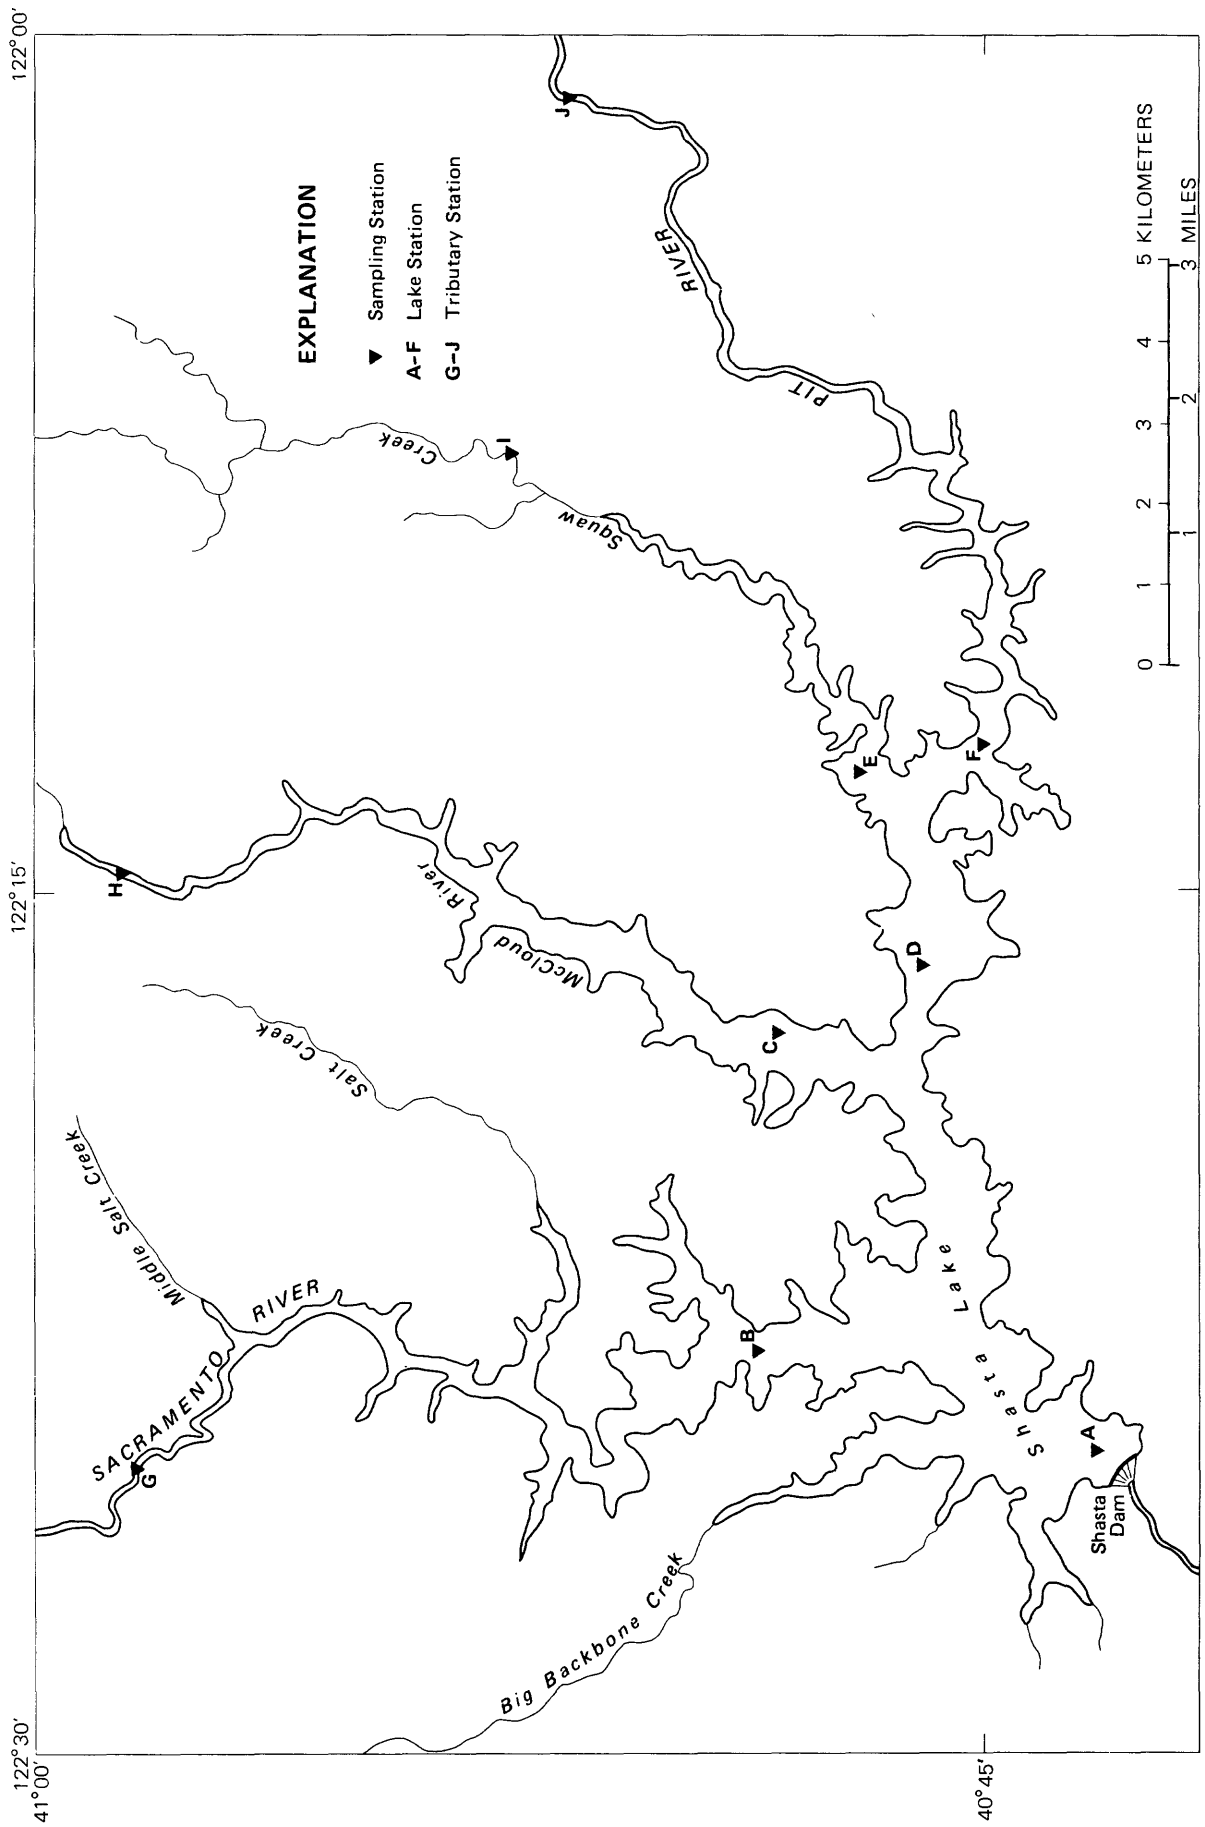 122°30'
122°15'
122°00'
41°00'
40°45'
EXPLANATION
▼ Sampling Station
A-F Lake Station
G-J Tributary Station
SACRAMENTO
RIVER
G
Middle Salt Creek
Salt Creek
H
McCloud
River
Squaw
Creek
I
J
PIT
RIVER
Big Backbone Creek
B
C
D
E
F
Shasta Lake
A
Shasta
Dam
0 1 2 3 4 5 KILOMETERS
1 2 3 MILES